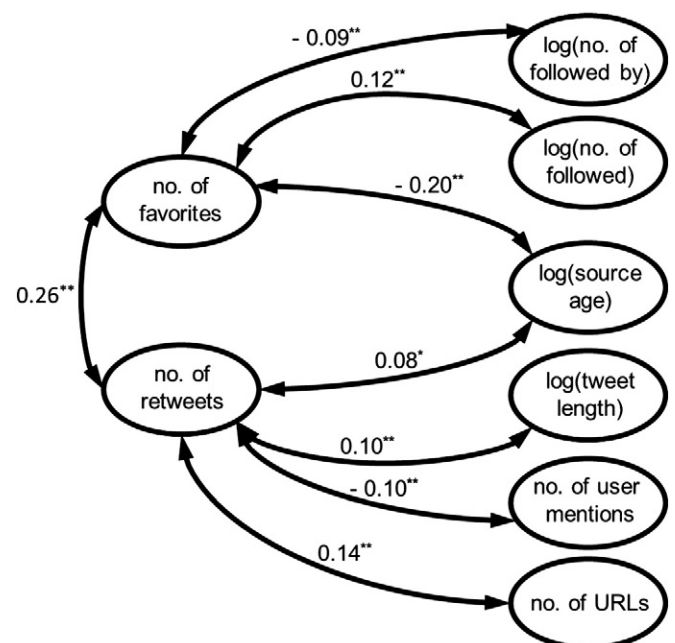 - 0.09**
log(no. of
followed by)
0.12**
log(no. of
followed)
no. of
favorites
- 0.20**
log(source
age)
0.26**
0.08*
no. of
retweets
log(tweet
length)
0.10**
- 0.10**
no. of user
mentions
0.14**
no. of URLs